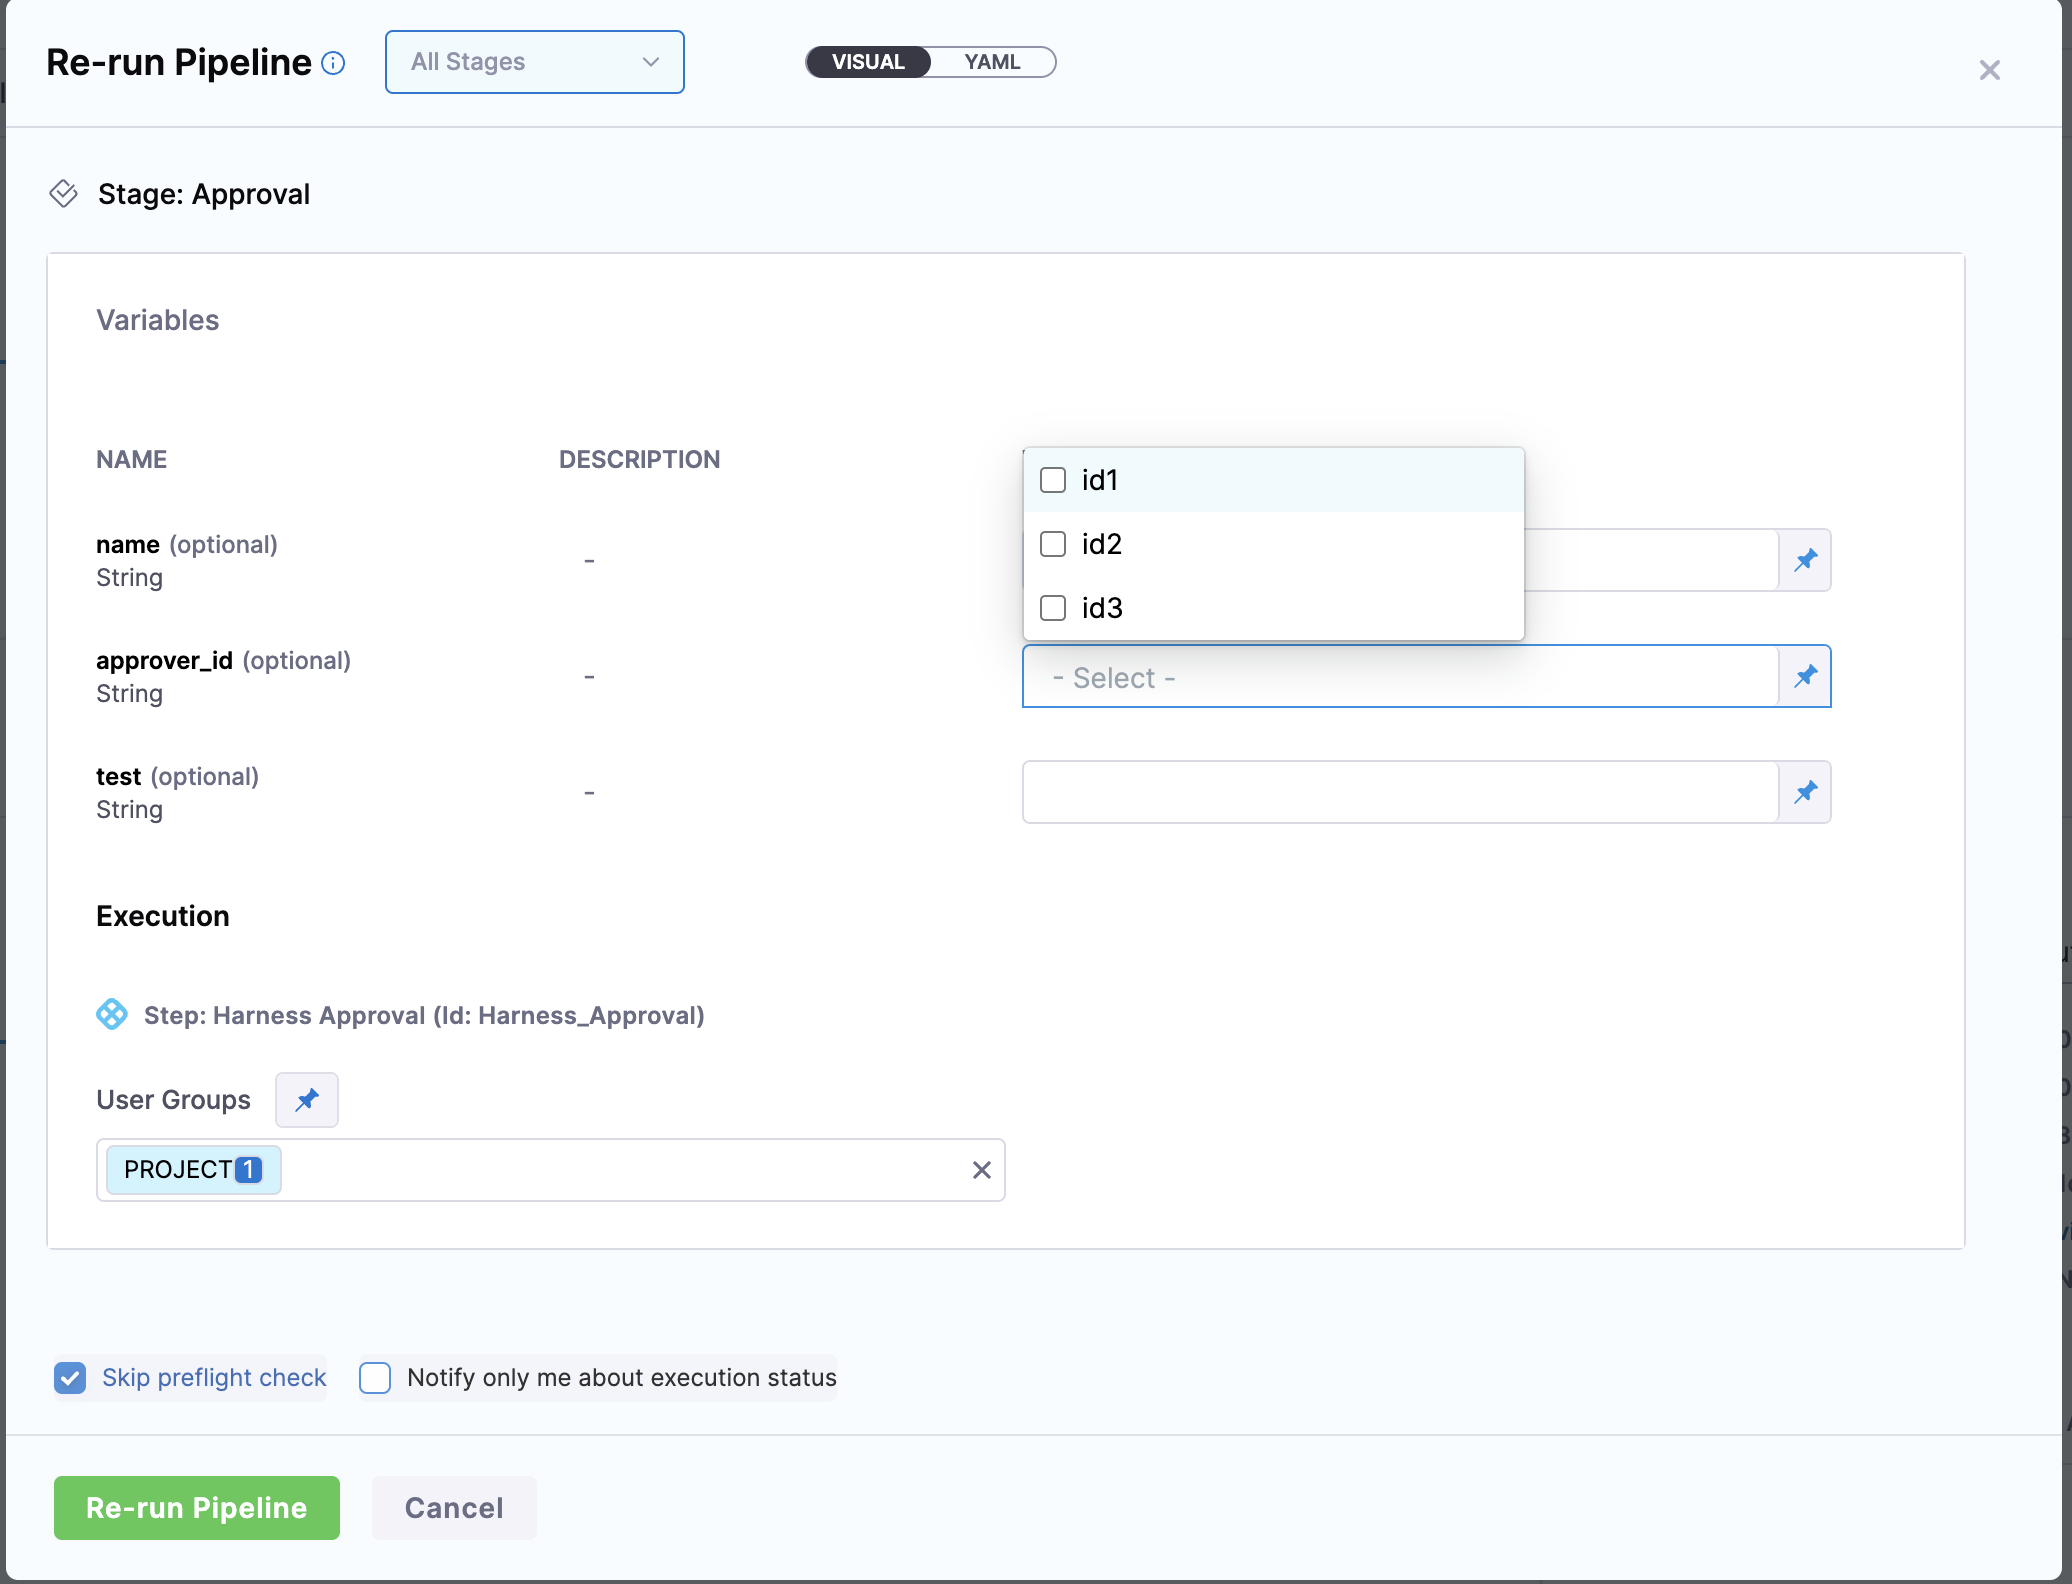 Re-run Pipeline
All Stages
VISUAL
YAML
Stage: Approval
Variables
NAME
DESCRIPTION
id1
id2
id3
name (optional)
String
-
approver_id (optional)
String
-
- Select -
test (optional)
String
-
Execution
Step: Harness Approval (Id: Harness_Approval)
User Groups
PROJECT 1
Skip preflight check
Notify only me about execution status
Re-run Pipeline
Cancel